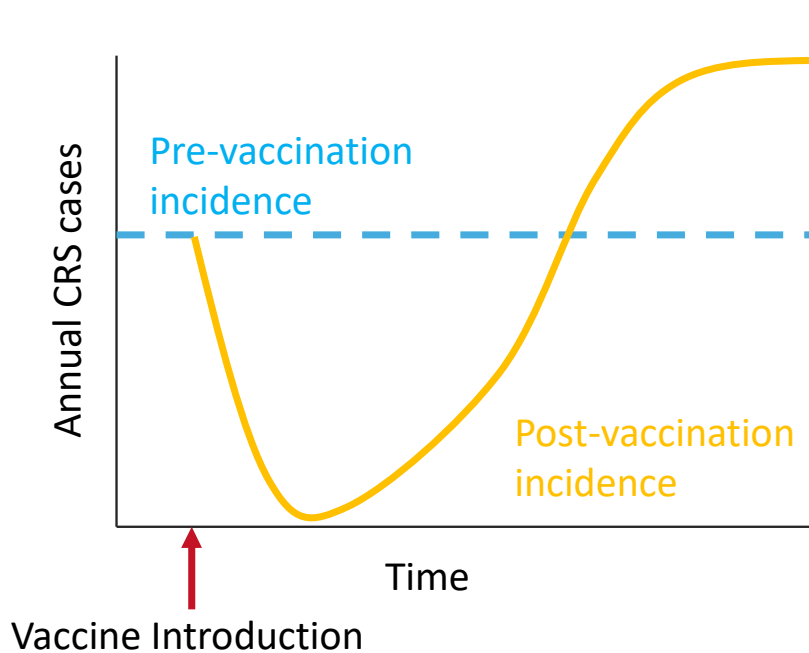 Pre-vaccination
incidence
Annual CRS cases
Post-vaccination
incidence
Time
Vaccine Introduction